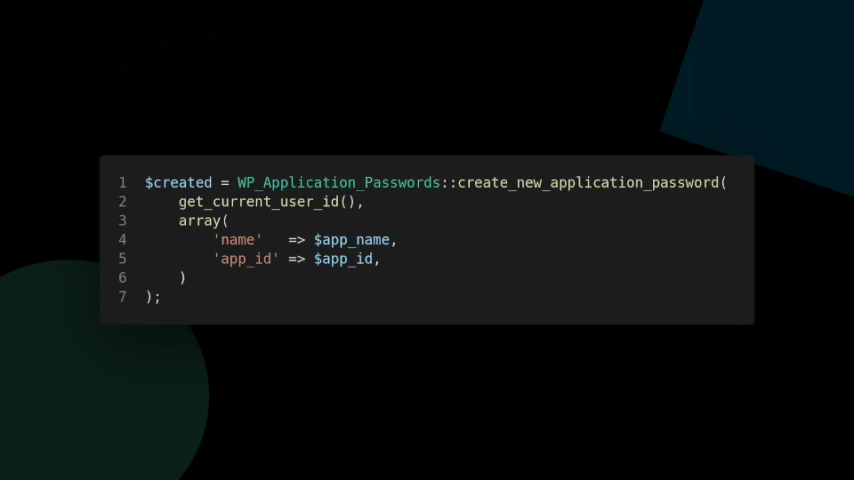 1 $created = WP_Application_Passwords::create_new_application_password(
2     get_current_user_id(),
3     array(
4         'name'   => $app_name,
5         'app_id' => $app_id,
6     )
7 );